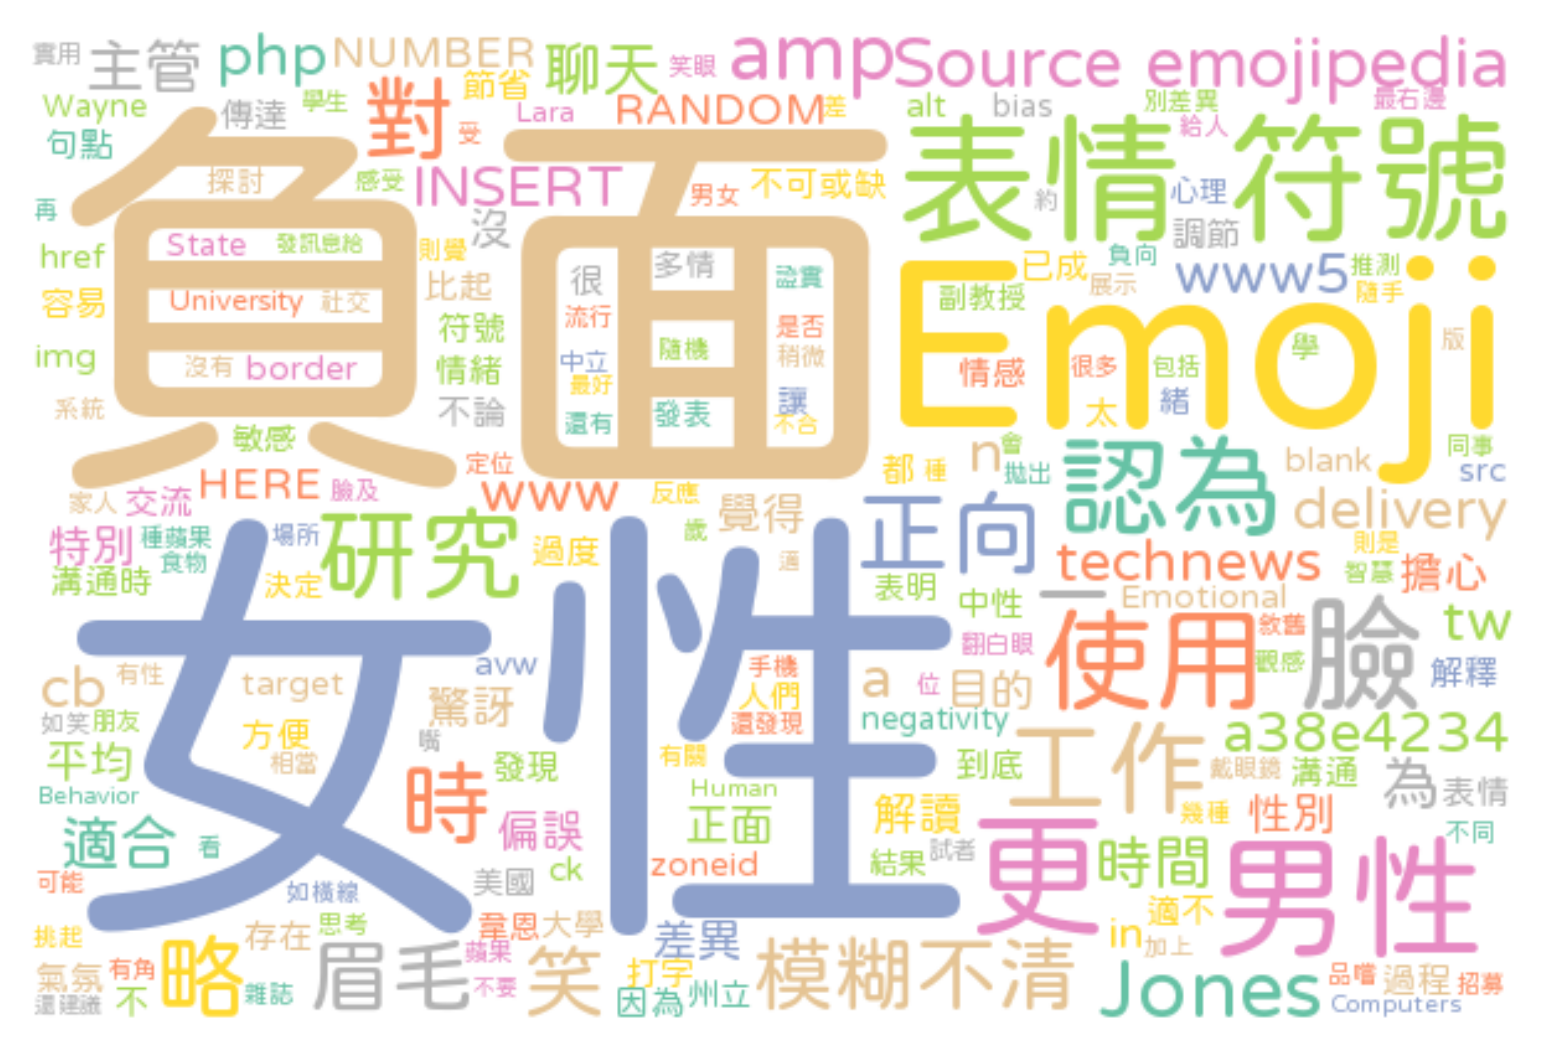 實用 主管 php NUMBER 聊天 笑眼 amp Source emojipedia
Wayne 傳達 學生 對 節省 Lara RANDOM 差 alt bias 別差異 最右邊
句點 受 給人
負面 表情符號
探討 感受 INSERT 男女 不可或缺 約 心理
再 沒 調節
href State 發訊息給 則覺 很 多情 證實 已成 負向 www5 推測
容易 University 社交 比起 流行 副教授 展示 隨手
img 沒有 border 符號 中立 隨機 是否 稍微 Emoji 學 版
情緒 最好 情感 很多 包括
系統 不論 還有 發表 讓 不合 太 緒
敏感 會 同事
HERE 定位 都 種 n 拋出 認為 blank src
家人 交流 臉及 www 反應 覺得 正向 delivery
特別 種蘋果 場所 研究 過度 歲 則是
溝通時 食物 決定 適 表明 中性 technews 智慧 擔心
女性 一 Emotional
翻白眼 使用 敘舊 臉 tw
cb 有性 target avw 手機 a 位 目的 觀感 解釋
如笑 朋友 方便 驚訝 人們 negativity a38e4234
平均 相當 嘴 還發現 工作
Behavior 時 發現 有關 到底 戴眼鏡 溝通 為 表情
適合 看 偏誤 Human 正面 解讀 幾種 性別 不同
可能 如橫線 美國 ck zoneid 結果 試者 更 時間 男性
挑起 存在 思考 韋恩 大學 差異 適不 in 加上
氣氛 有角 略 眉毛 蘋果 笑 打字 模糊不清 品嚐 過程 招募
還建議 不 雜誌 不要 因為 州立 Jones Computers